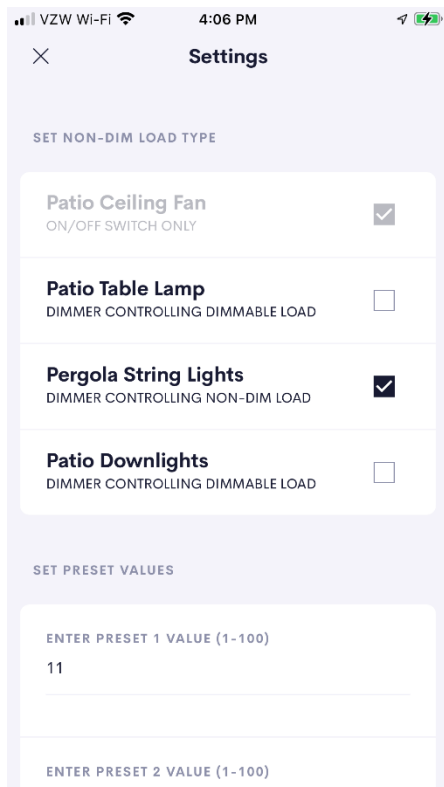 VZW Wi-Fi 4:06 PM
Settings
SET NON-DIM LOAD TYPE
Patio Ceiling Fan
ON/OFF SWITCH ONLY
Patio Table Lamp
DIMMER CONTROLLING DIMMABLE LOAD
Pergola String Lights
DIMMER CONTROLLING NON-DIM LOAD
Patio Downlights
DIMMER CONTROLLING DIMMABLE LOAD
SET PRESET VALUES
ENTER PRESET 1 VALUE (1-100)
11
ENTER PRESET 2 VALUE (1-100)